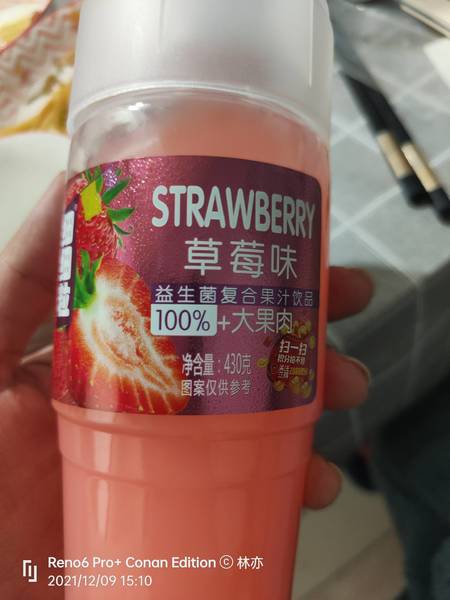 STRAWBERRY
草莓味
益生菌复合果汁饮品
100%+大果肉
净含量:430克
图案仅供参考
扫一扫
Reno6 Pro+ Conan Edition ⓒ 林亦
2021/12/09 15:10